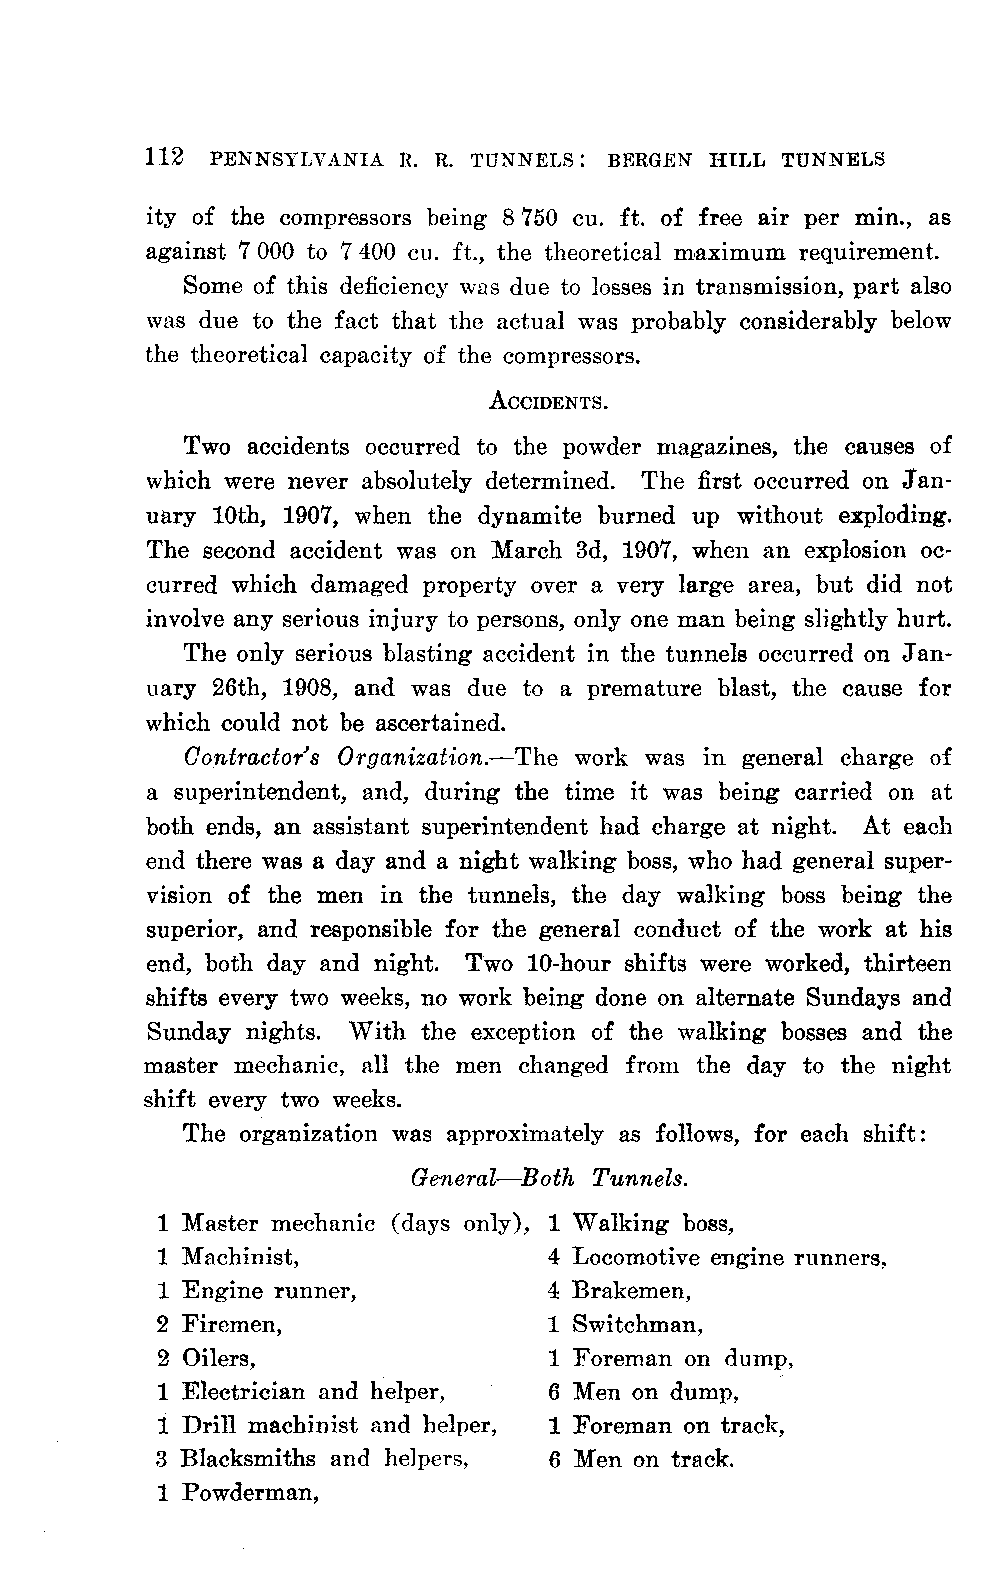 112 PENNSYLVANIA R. R. TUNNELS: BERGEN HILL TUNNELS
ity of the compressors being 8 750 cu. ft. of free air per min., as
against 7 000 to 7 400 cu. ft., the theoretical maximum requirement.
Some of this deficiency was due to losses in transmission, part also
was due to the fact that the actual was probably considerably below
the theoretical capacity of the compressors.
ACCIDENTS.
Two accidents occurred to the powder magazines, the causes of
which were never absolutely determined. The first occurred on Jan-
uary 10th, 1907, when the dynamite burned up without exploding.
The second accident was on March 3d, 1907, when an explosion oc-
curred which damaged property over a very large area, but did not
involve any serious injury to persons, only one man being slightly hurt.
The only serious blasting accident in the tunnels occurred on Jan-
uary 26th, 1908, and was due to a premature blast, the cause for
which could not be ascertained.
Contractor's Organization.—The work was in general charge of
a superintendent, and, during the time it was being carried on at
both ends, an assistant superintendent had charge at night. At each
end there was a day and a night walking boss, who had general super-
vision of the men in the tunnels, the day walking boss being the
superior, and responsible for the general conduct of the work at his
end, both day and night. Two 10-hour shifts were worked, thirteen
shifts every two weeks, no work being done on alternate Sundays and
Sunday nights. With the exception of the walking bosses and the
master mechanic, all the men changed from the day to the night
shift every two weeks.
The organization was approximately as follows, for each shift:
General—Both Tunnels.
1 Master mechanic (days only), 1 Walking boss,
1 Machinist, 4 Locomotive engine runners,
1 Engine runner, 4 Brakemen,
2 Firemen, 1 Switchman,
2 Oilers, 1 Foreman on dump,
1 Electrician and helper, 6 Men on dump,
1 Drill machinist and helper, 1 Foreman on track,
3 Blacksmiths and helpers, 6 Men on track.
1 Powderman,